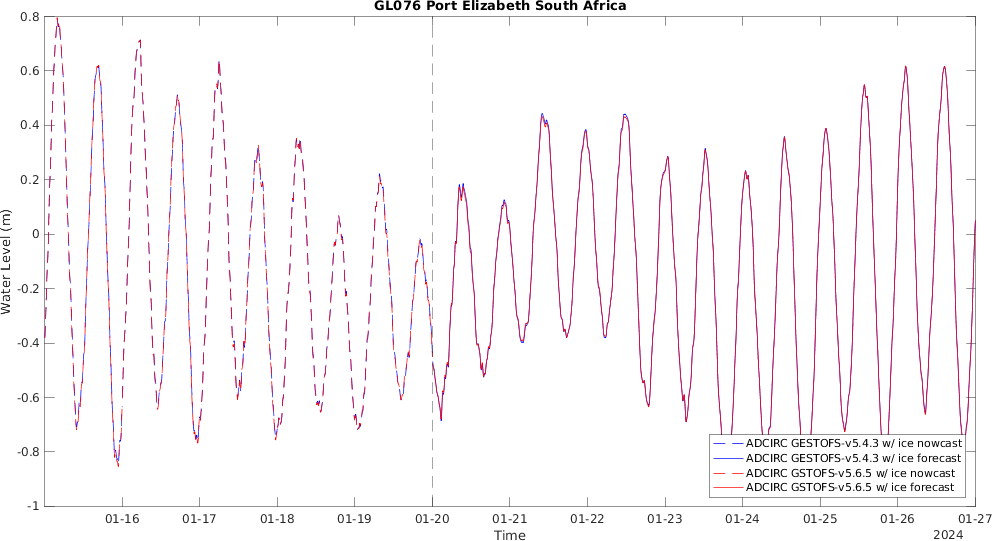 GL076 Port Elizabeth South Africa
0.8
0.6
0.4
0.2
0
-0.2
-0.4
-0.6
-0.8
-1
Water Level (m)
ADCIRC GESTOFS-v5.4.3 w/ ice nowcast
ADCIRC GESTOFS-v5.4.3 w/ ice forecast
ADCIRC GSTOFS-v5.6.5 w/ ice nowcast
ADCIRC GSTOFS-v5.6.5 w/ ice forecast
01-16 01-17 01-18 01-19 01-20 01-21 01-22 01-23 01-24 01-25 01-26 01-27
Time
2024